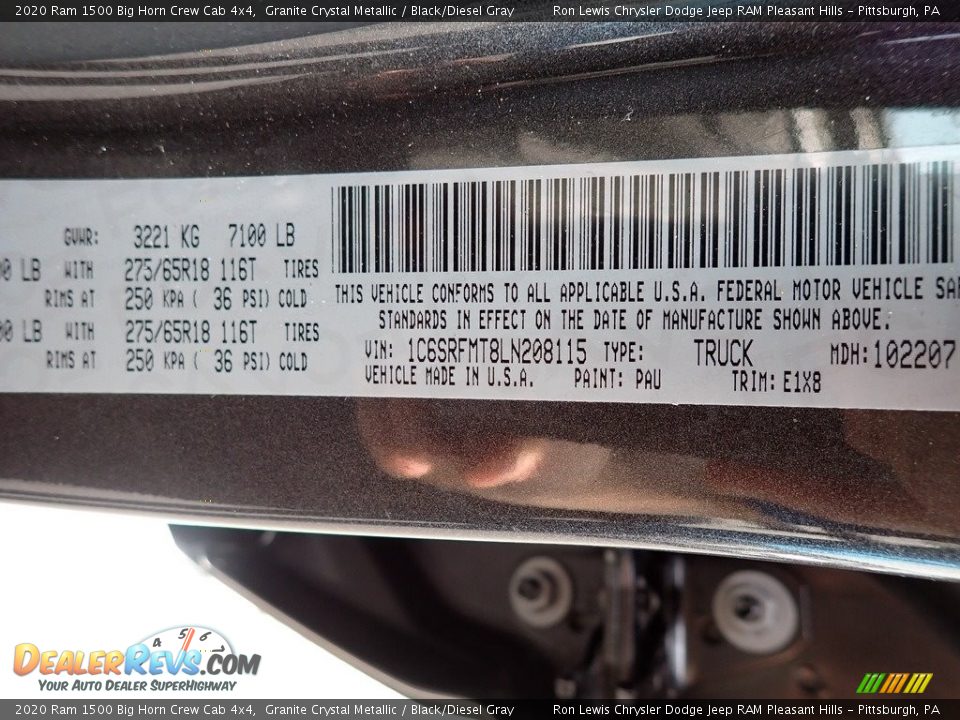 2020 Ram 1500 Big Horn Crew Cab 4x4, Granite Crystal Metallic / Black/Diesel Gray Ron Lewis Chrysler Dodge Jeep RAM Pleasant Hills - Pittsburgh, PA
GVWR: 3221 KG 7100 LB
00 LB WITH 275/65R18 116T TIRES
RIMS AT 250 KPA ( 36 PSI) COLD
00 LB WITH 275/65R18 116T TIRES
RIMS AT 250 KPA ( 36 PSI) COLD
THIS VEHICLE CONFORMS TO ALL APPLICABLE U.S.A. FEDERAL MOTOR VEHICLE SAF
STANDARDS IN EFFECT ON THE DATE OF MANUFACTURE SHOWN ABOVE.
VIN: 1C6SRFMT8LN208115 TYPE: TRUCK MDH: 102207
VEHICLE MADE IN U.S.A. PAINT: PAU TRIM: E1X8
4 5 6
DEALERREVS.COM
YOUR AUTO DEALER SUPERHIGHWAY
2020 Ram 1500 Big Horn Crew Cab 4x4, Granite Crystal Metallic / Black/Diesel Gray Ron Lewis Chrysler Dodge Jeep RAM Pleasant Hills - Pittsburgh, PA